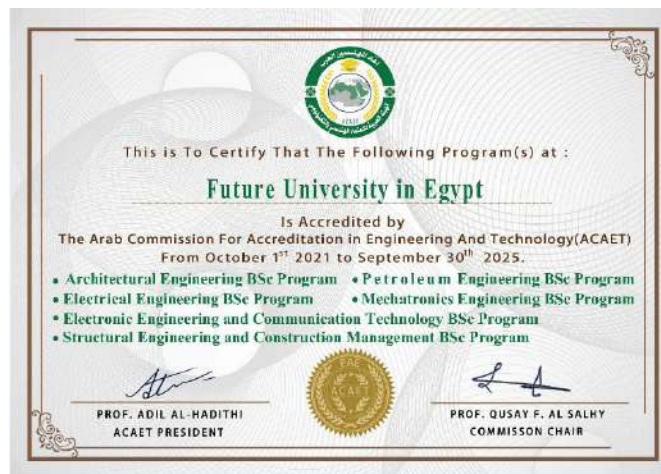 This is To Certify That The Following Program(s) at :
Future University in Egypt
Is Accredited by
The Arab Commission For Accreditation in Engineering And Technology(ACAET)
From October 1st 2021 to September 30th 2025.
• Architectural Engineering BSc Program • Petroleum Engineering BSc Program
• Electrical Engineering BSc Program • Mechatronics Engineering BSc Program
• Electronic Engineering and Communication Technology BSc Program
• Structural Engineering and Construction Management BSc Program
FAE
ACAET
PROF. ADIL AL-HADITHI
ACAET PRESIDENT
PROF. QUSAY F. AL SALHY
COMMISSON CHAIR